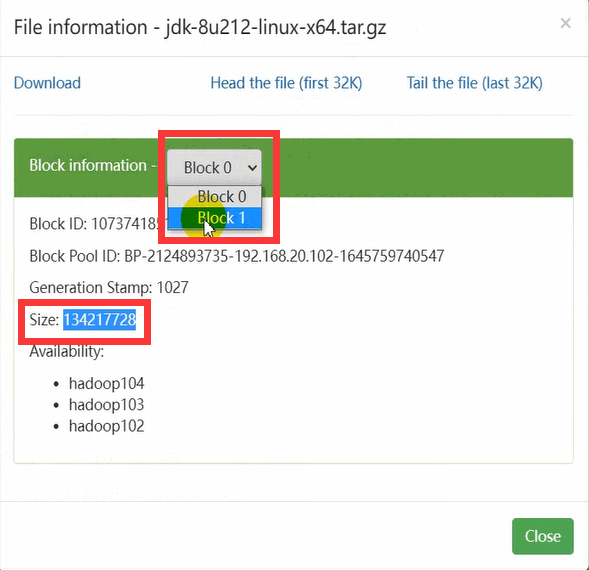 File information - jdk-8u212-linux-x64.tar.gz ×
Download Head the file (first 32K) Tail the file (last 32K)
Block information - Block 0
Block 0
Block 1
Block ID: 107374185
Block Pool ID: BP-2124893735-192.168.20.102-1645759740547
Generation Stamp: 1027
Size: 134217728
Availability:
• hadoop104
• hadoop103
• hadoop102
Close